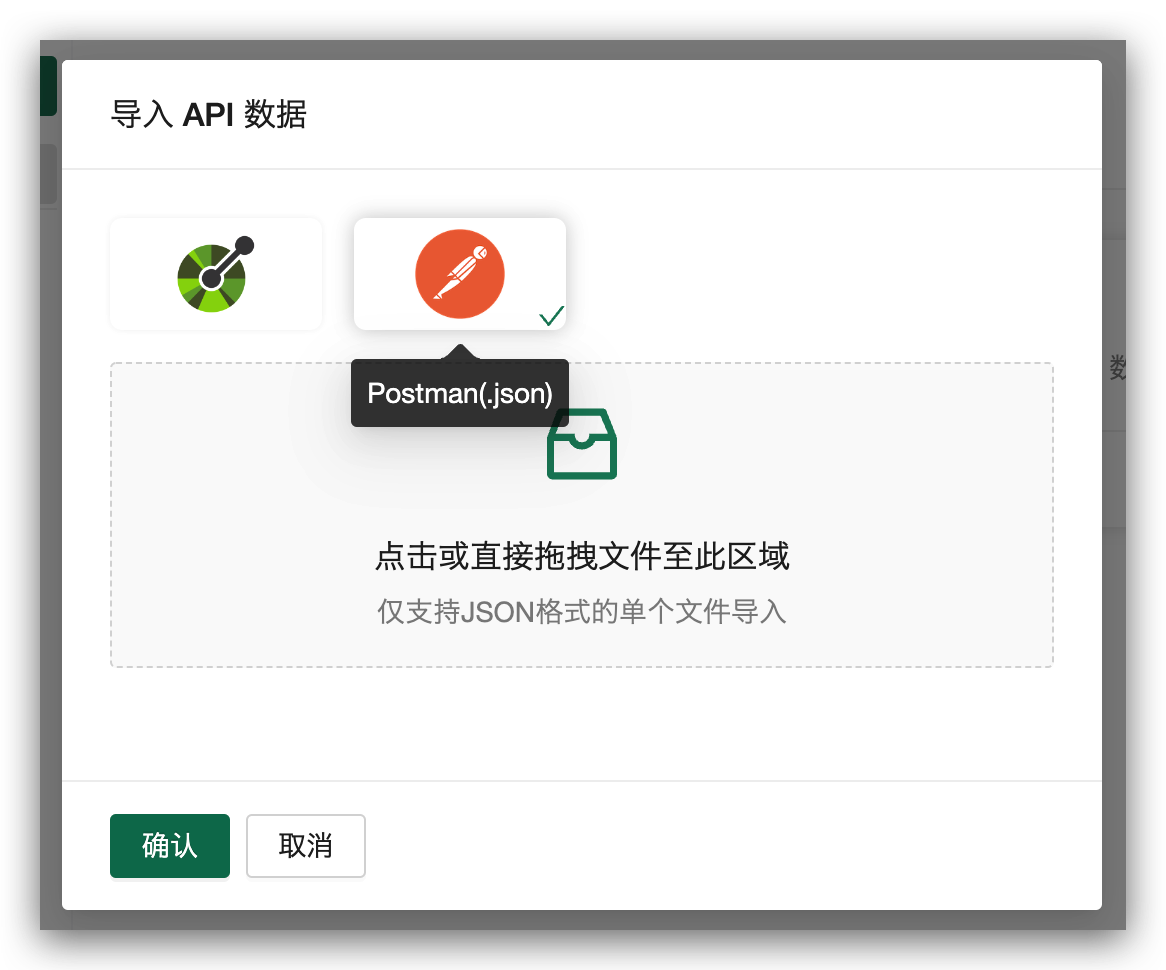 导入 API 数据
Postman(.json)
数
点击或直接拖拽文件至此区域
仅支持JSON格式的单个文件导入
确认
取消